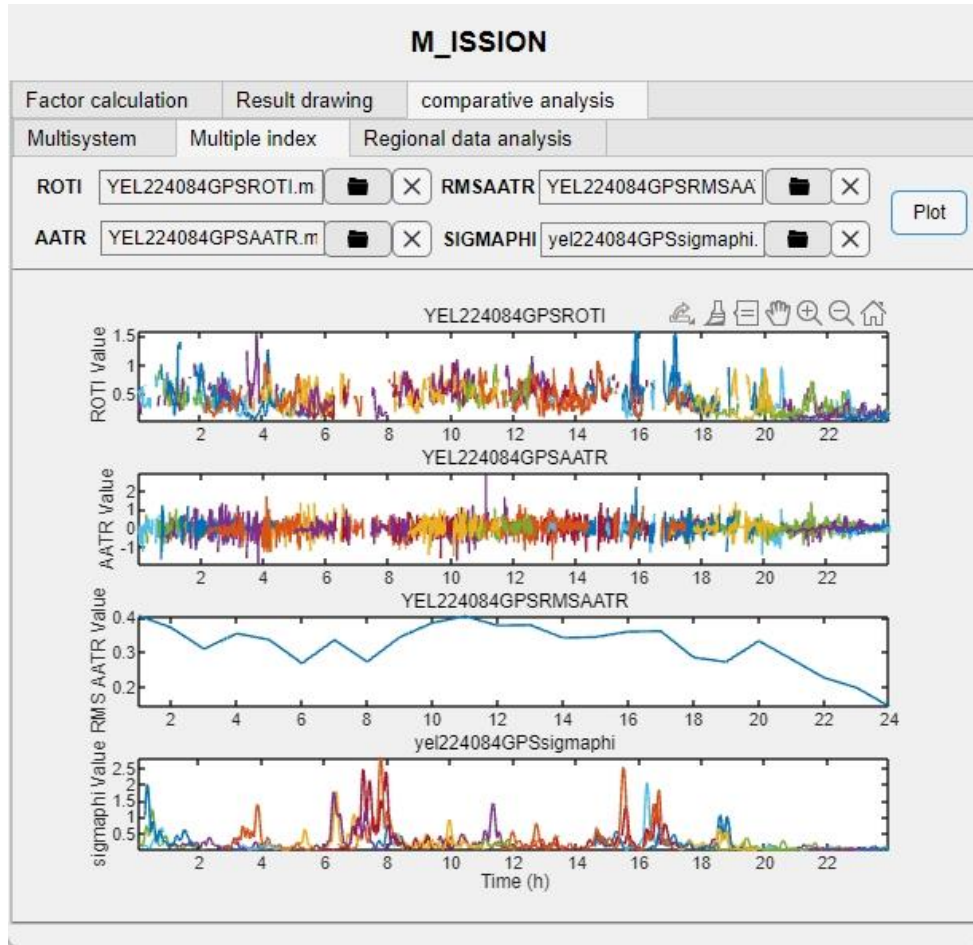 M_ISSION
Factor calculation Result drawing comparative analysis
Multisystem Multiple index Regional data analysis
ROTI YEL224084GPSROTI.m RMSAATR YEL224084GPSRMSAA
Plot
AATR YEL224084GPSAATR.m SIGMAPHI yel224084GPSsigmaphi.
YEL224084GPSROTI
ROTI Value
1.5
1
0.5
2 4 6 8 10 12 14 16 18 20 22
YEL224084GPSAATR
AATR Value
2
1
0
-1
2 4 6 8 10 12 14 16 18 20 22
YEL224084GPSRMSAATR
RMS AATR Value
0.4
0.3
0.2
2 4 6 8 10 12 14 16 18 20 22 24
yel224084GPSsigmaphi
sigmaphi Value
2.5
2
1.5
1
0.5
2 4 6 8 10 12 14 16 18 20 22
Time (h)